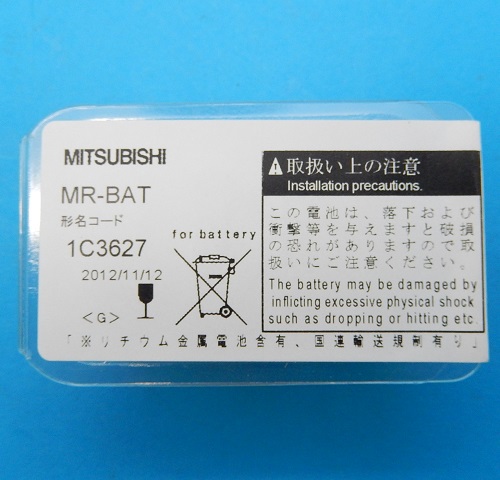 MITSUBISHI
MR-BAT
形名コード
1C3627
2012/11/12
<G>
for battery
取扱い上の注意
Installation precautions.
この電池は、落下および
衝撃等を与えますと破損
の恐れがありますので取
扱いにご注意ください。
The battery may be damaged by
inflicting excessive physical shock
such as dropping or hitting etc.
「※リチウム金属電池含有、国連輸送規制有り」